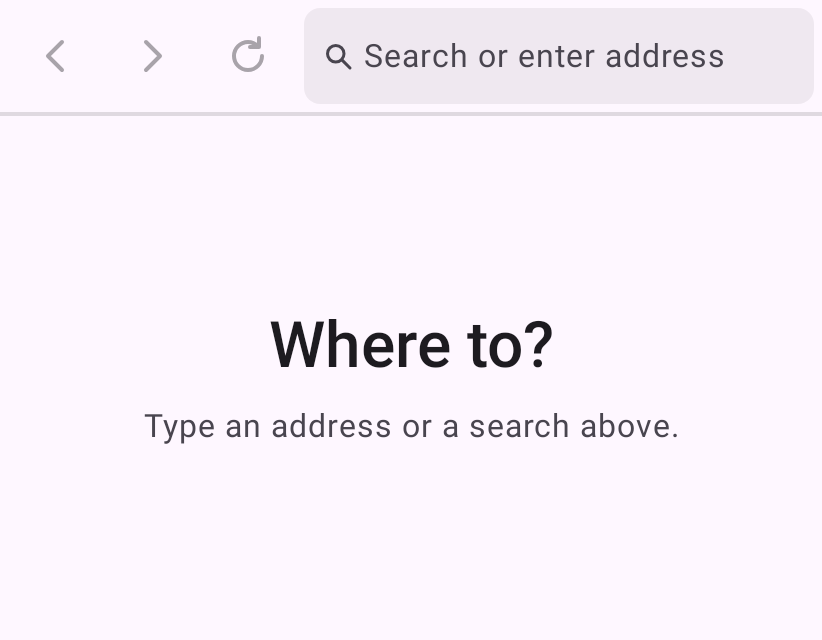 Search or enter address
Where to?
Type an address or a search above.